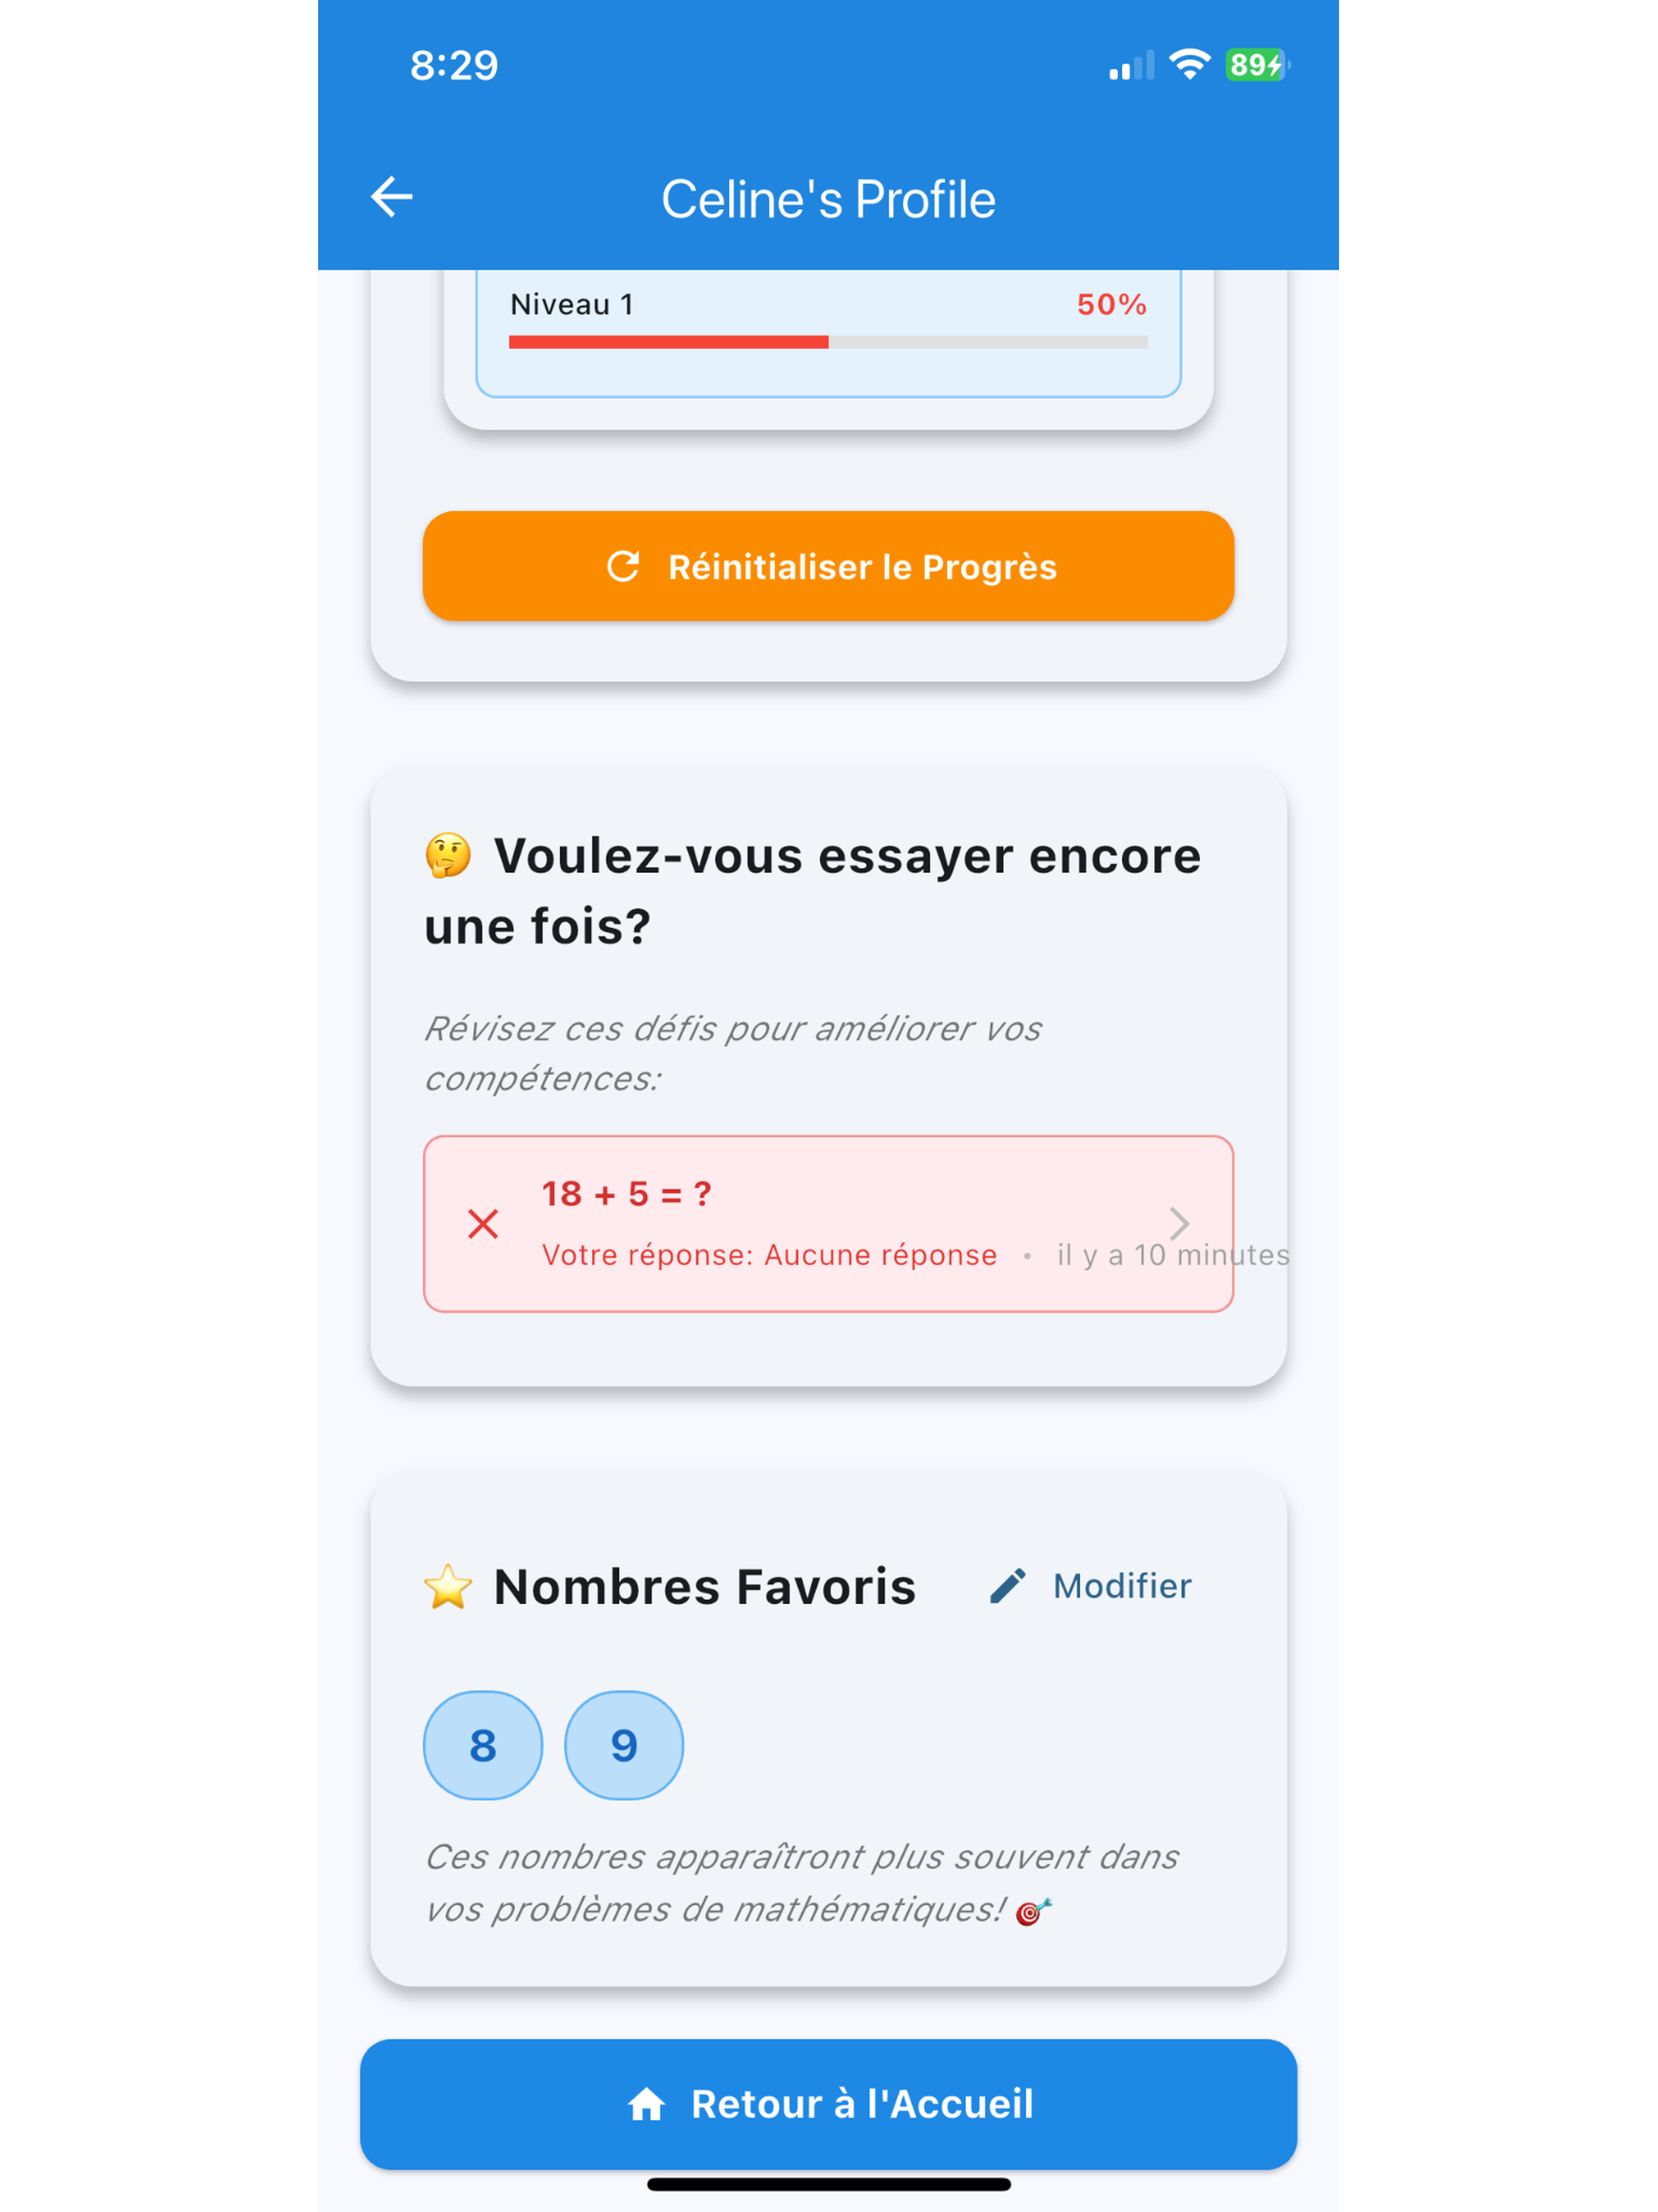 8:29
89
Celine's Profile
Niveau 1 50%
Réinitialiser le Progrès
🤔 Voulez-vous essayer encore
une fois?
Révisez ces défis pour améliorer vos
compétences:
18 + 5 = ?
Votre réponse: Aucune réponse • il y a 10 minutes
⭐ Nombres Favoris Modifier
8 9
Ces nombres apparaîtront plus souvent dans
vos problèmes de mathématiques! 🎯
Retour à l'Accueil